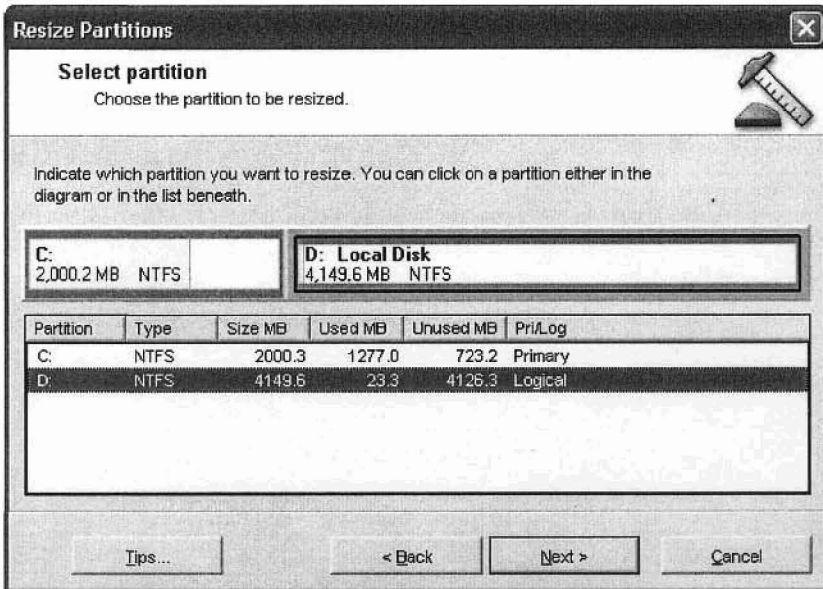 Resize Partitions
Select partition
Choose the partition to be resized.
Indicate which partition you want to resize. You can click on a partition either in the
diagram or in the list beneath.
C:
2,000.2 MB NTFS
D: Local Disk
4,149.6 MB NTFS
Partition Type Size MB Used MB Unused MB Pri/Log
C: NTFS 2000.3 1277.0 723.2 Primary
D: NTFS 4149.6 23.3 4126.3 Logical
Tips... < Back Next > Cancel